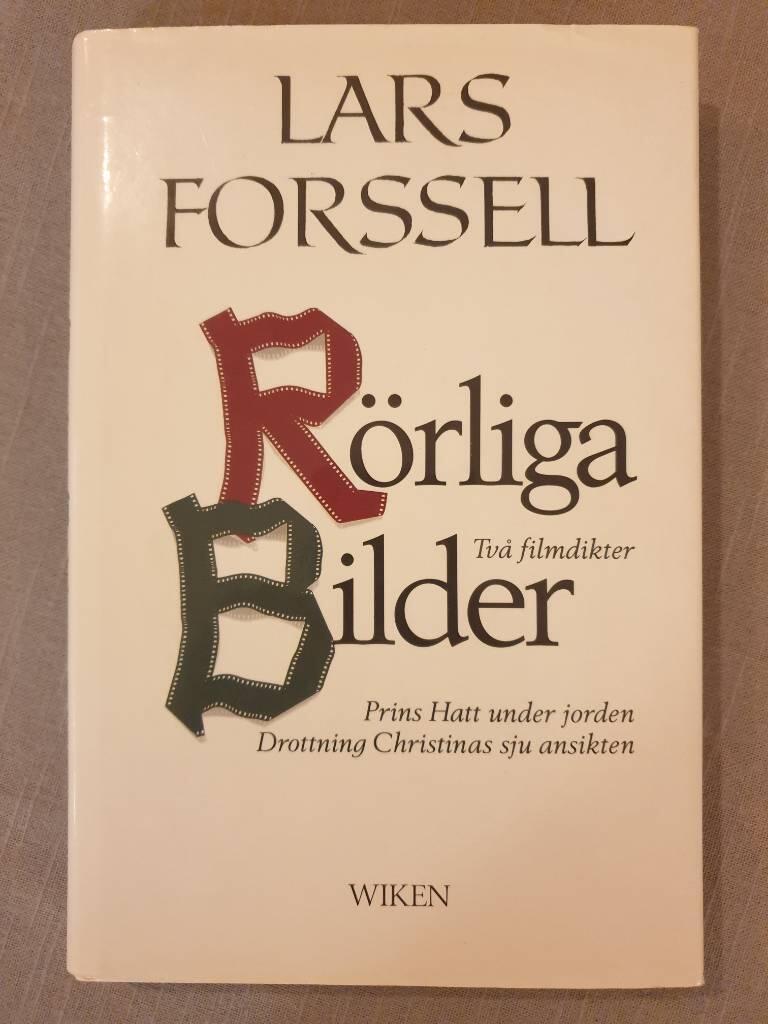 LARS
FORSSELL
Rörliga
Två filmdikter
Bilder
Prins Hatt under jorden
Drottning Christinas sju ansikten
WIKEN